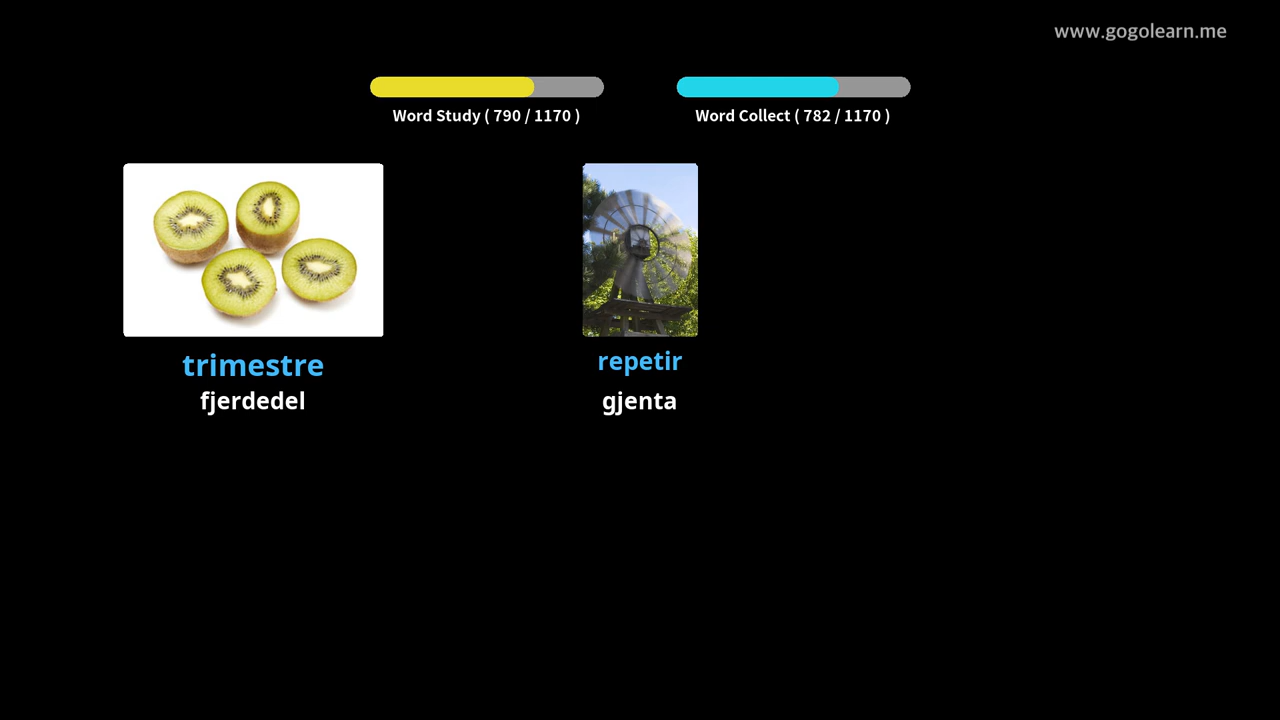 www.gogolearn.me
Word Study ( 790 / 1170 )
Word Collect ( 782 / 1170 )
trimestre
fjerdedel
repetir
gjenta